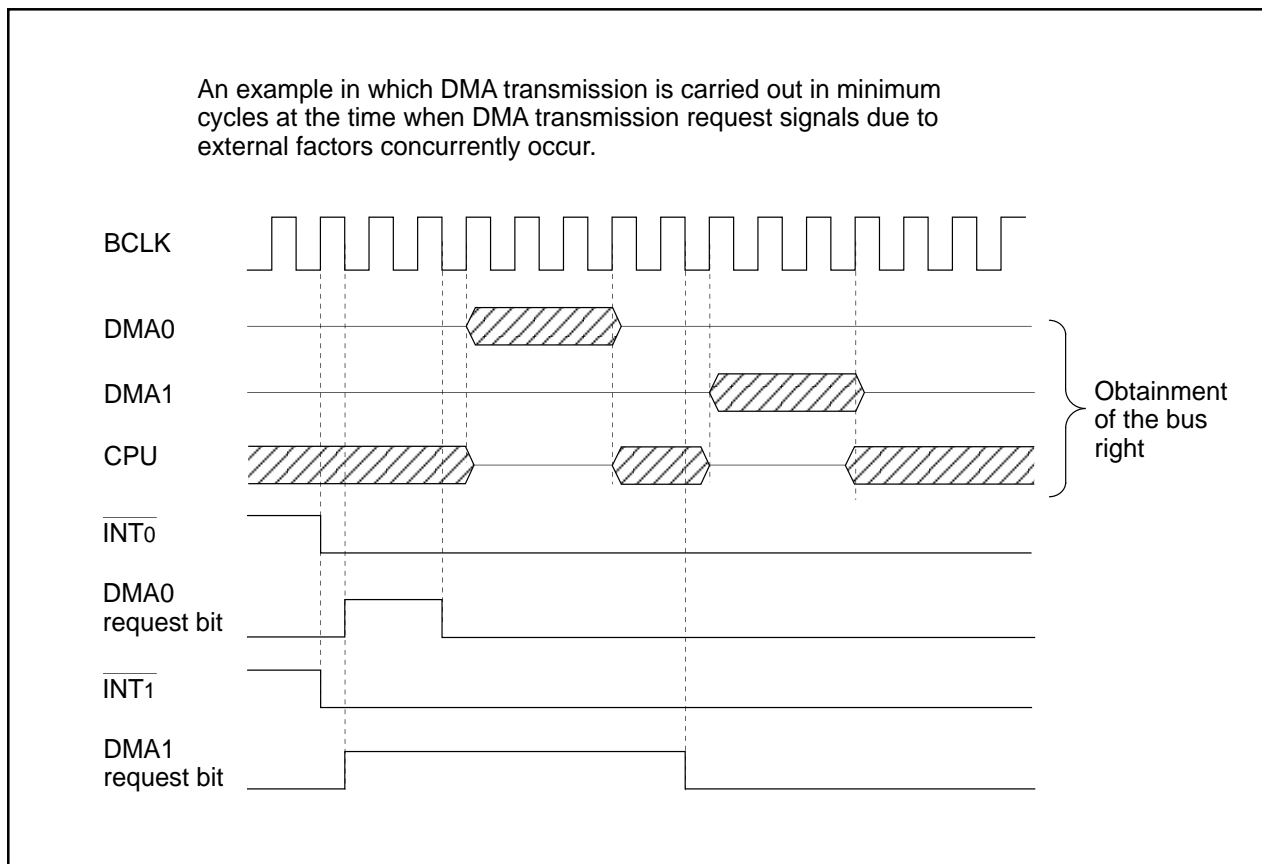 An example in which DMA transmission is carried out in minimum
cycles at the time when DMA transmission request signals due to
external factors concurrently occur.
BCLK
DMA0
DMA1
CPU
Obtainment
of the bus
right
INT0
DMA0
request bit
INT1
DMA1
request bit